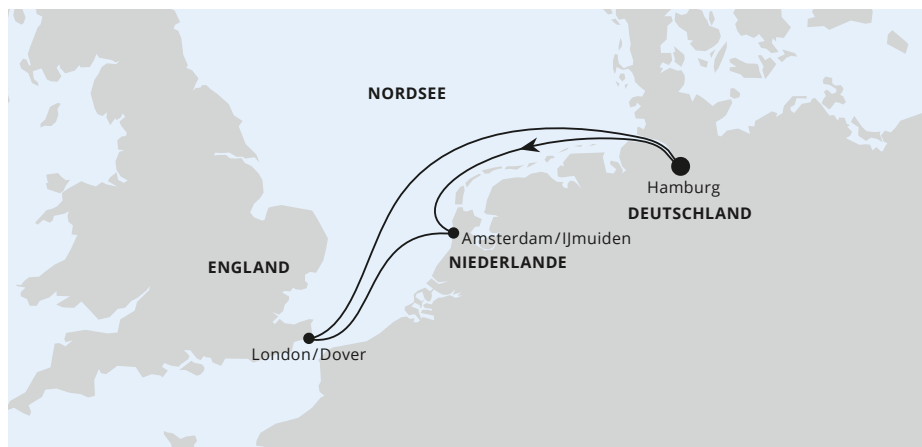 NORDSEE
Hamburg
DEUTSCHLAND
Amsterdam/IJmuiden
NIEDERLANDE
ENGLAND
London/Dover